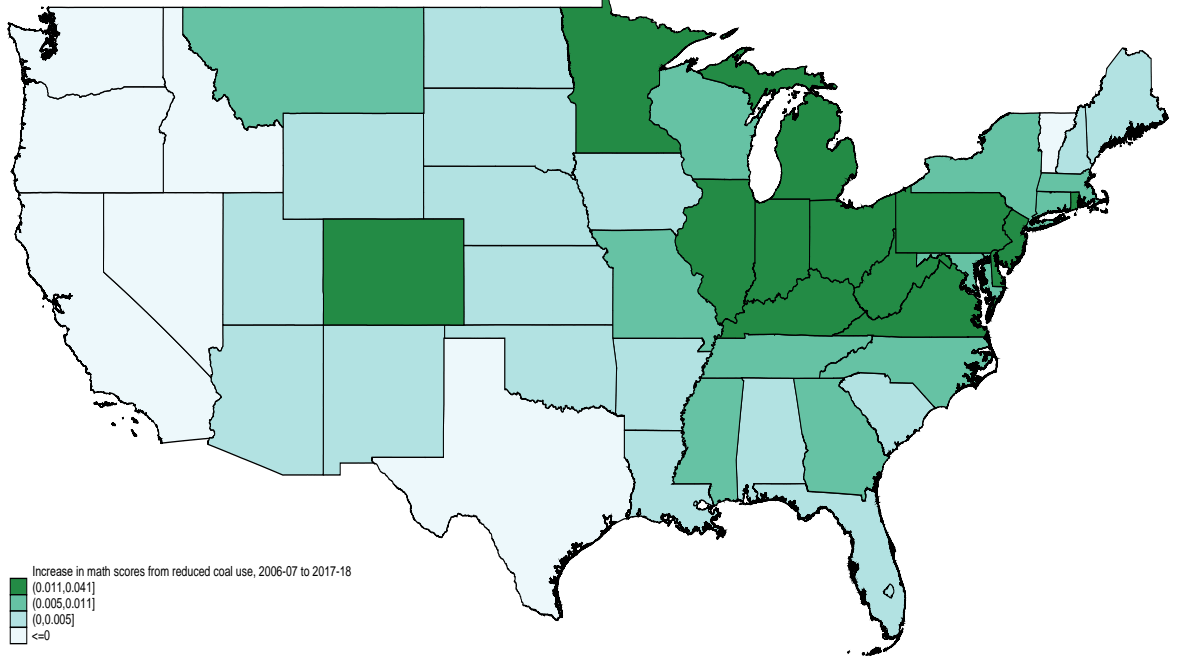 Increase in math scores from reduced coal use, 2006-07 to 2017-18
(0.011,0.041]
(0.005,0.011]
(0,0.005]
<=0